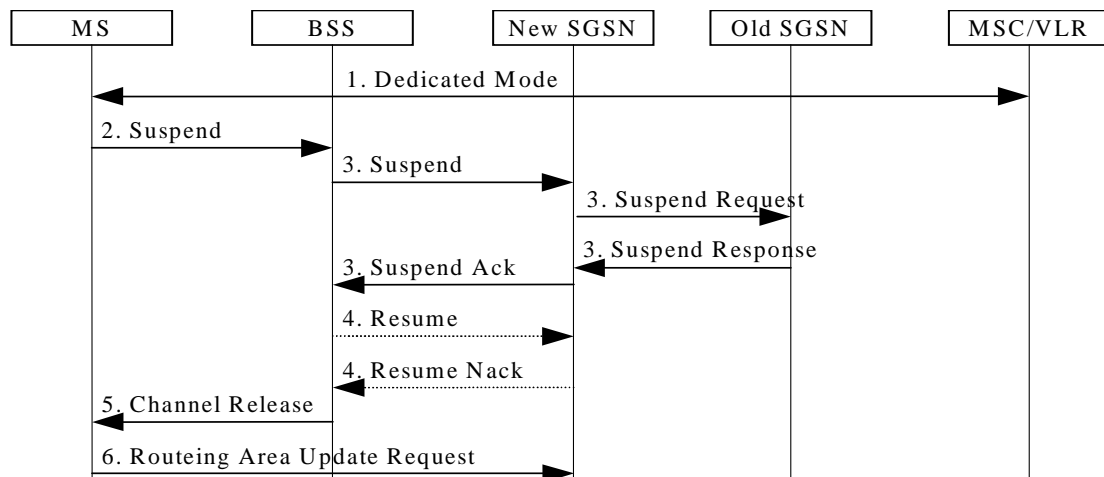 MS BSS New SGSN Old SGSN MSC/VLR
1. Dedicated Mode
2. Suspend
3. Suspend
3. Suspend Request
3. Suspend Response
3. Suspend Ack
4. Resume
4. Resume Nack
5. Channel Release
6. Routeing Area Update Request